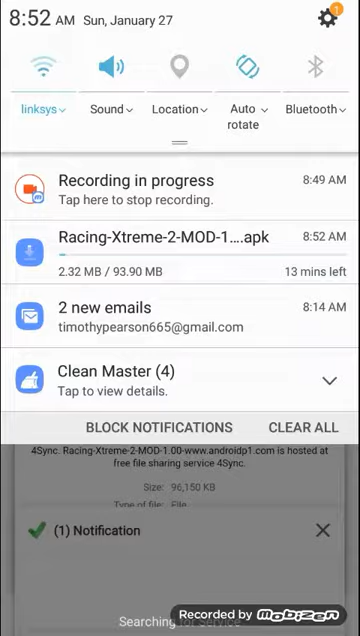 8:52 AM Sun, January 27
1
linksys
Sound
Location
Auto rotate
Bluetooth
Recording in progress 8:49 AM
Tap here to stop recording.
Racing-Xtreme-2-MOD-1....apk 8:52 AM
2.32 MB / 93.90 MB 13 mins left
2 new emails 8:14 AM
timothypearson665@gmail.com
Clean Master (4)
Tap to view details.
BLOCK NOTIFICATIONS CLEAR ALL
4Sync. Racing-Xtreme-2-MOD-1.00-www.androidp1.com is hosted at
free file sharing service 4Sync.
Size: 96,150 KB
Type of file: File
(1) Notification
Searching for Service
Recorded by mobizen